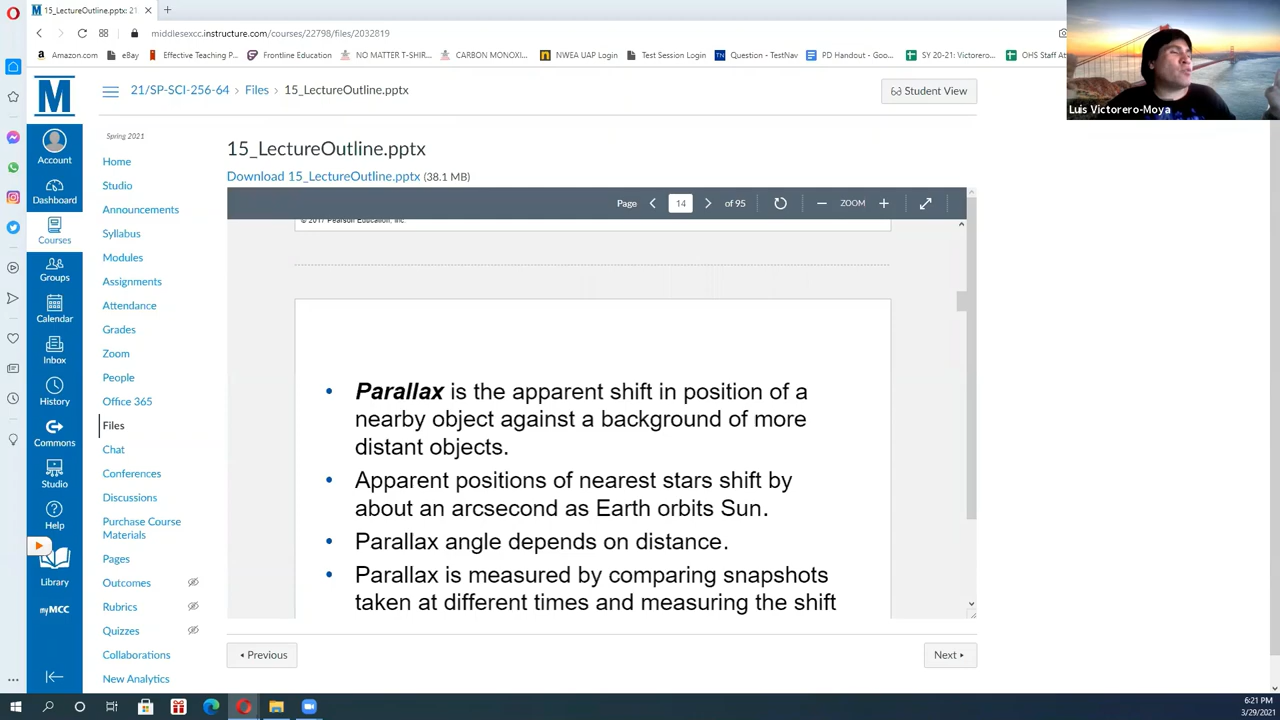 15_LectureOutline.pptx: 21
middlesexcc.instructure.com/courses/22798/files/2032819
Amazon.com
eBay
Effective Teaching P...
Frontline Education
NO MATTER T-SHIR...
CARBON MONOXI...
NWEA UAP Login
Test Session Login
Question - TestNav
PD Handout - Goo...
SY 20-21: Victorero...
OHS Staff At
Luis Victorero-Moya
M
21/SP-SCI-256-64 › Files › 15_LectureOutline.pptx
Student View
Account
Dashboard
Courses
Groups
Calendar
Inbox
History
Commons
Studio
Help
Library
myMCC
Spring 2021
Home
Studio
Announcements
Syllabus
Modules
Assignments
Attendance
Grades
Zoom
People
Office 365
Files
Chat
Conferences
Discussions
Purchase Course
Materials
Pages
Outcomes
Rubrics
Quizzes
Collaborations
New Analytics
15_LectureOutline.pptx
Download 15_LectureOutline.pptx (38.1 MB)
Page 14 of 95 ZOOM
© 2017 Pearson Education, Inc.
• Parallax is the apparent shift in position of a
nearby object against a background of more
distant objects.
• Apparent positions of nearest stars shift by
about an arcsecond as Earth orbits Sun.
• Parallax angle depends on distance.
• Parallax is measured by comparing snapshots
taken at different times and measuring the shift
Previous
Next
6:21 PM
3/29/2021